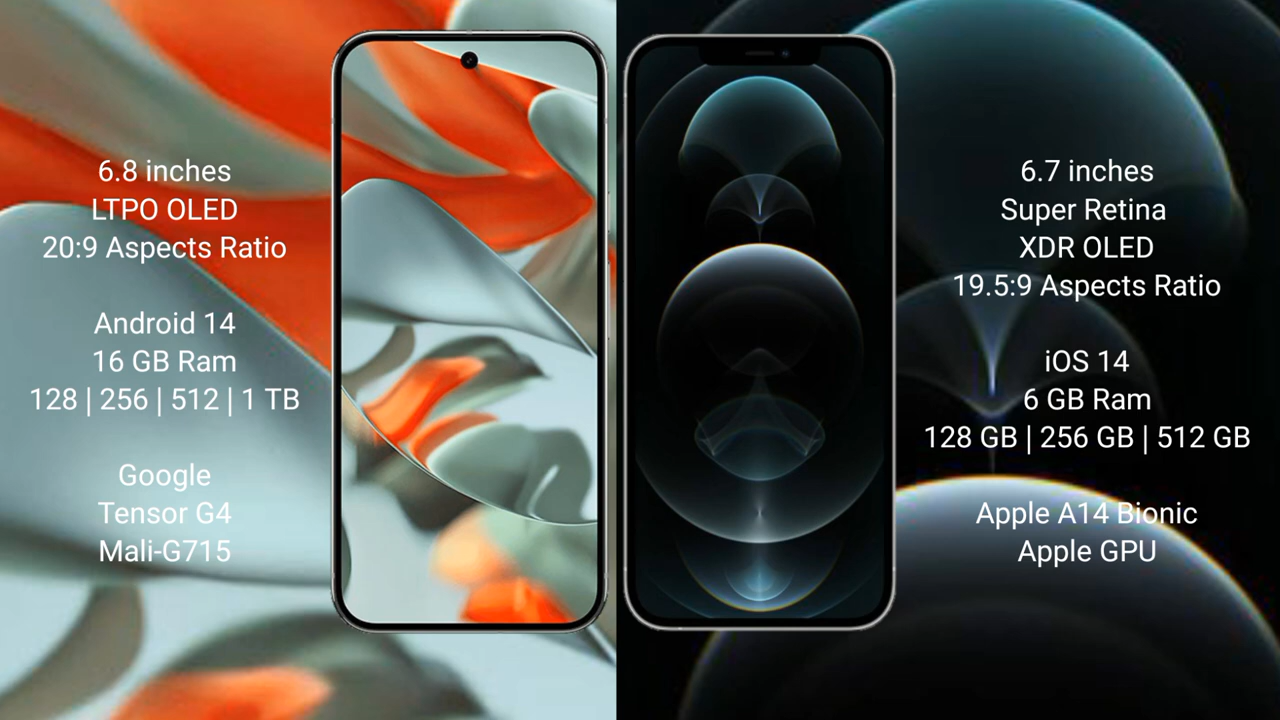 6.8 inches
LTPO OLED
20:9 Aspects Ratio
Android 14
16 GB Ram
128 | 256 | 512 | 1 TB
Google
Tensor G4
Mali-G715
6.7 inches
Super Retina
XDR OLED
19.5:9 Aspects Ratio
iOS 14
6 GB Ram
128 GB | 256 GB | 512 GB
Apple A14 Bionic
Apple GPU